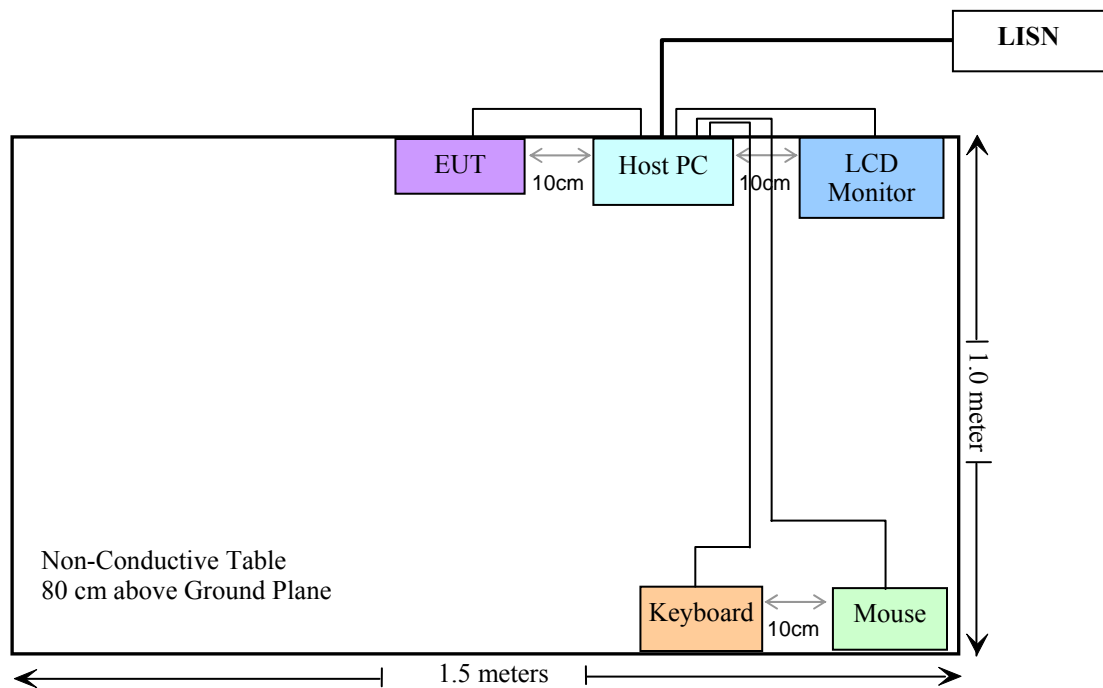 LISN
EUT
10cm
Host PC
10cm
LCD
Monitor
1.0 meter
Non-Conductive Table
80 cm above Ground Plane
Keyboard
10cm
Mouse
1.5 meters